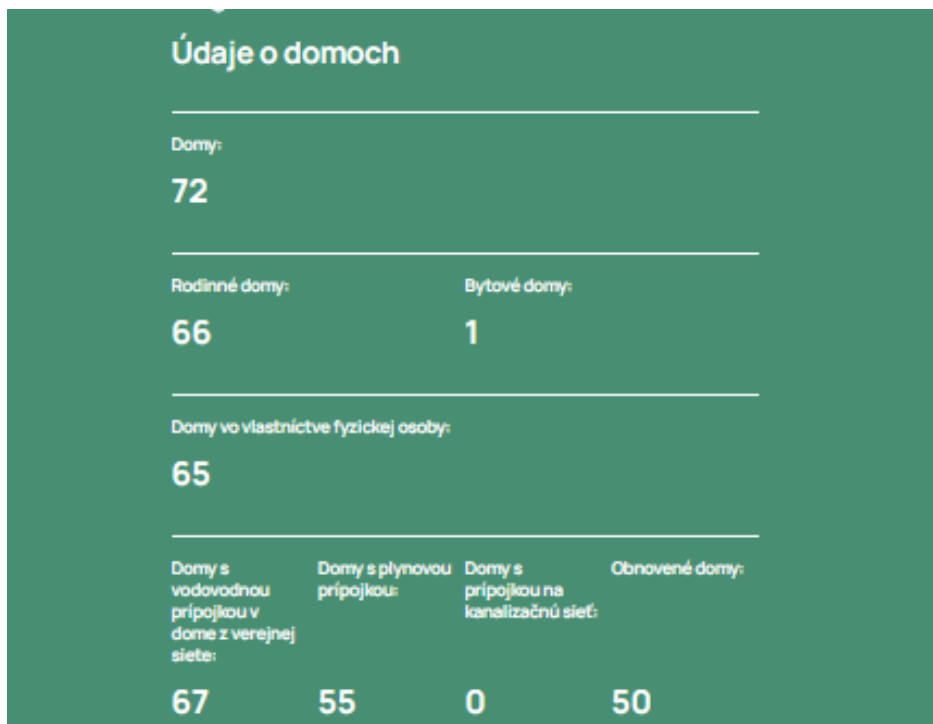 Údaje o domoch
Domy:
72
Rodinné domy:
66
Bytové domy:
1
Domy vo vlastníctve fyzickej osoby:
65
Domy s
vodovodnou
prípojkou v
dome z verejnej
siete:
67
Domy s plynovou
prípojkou:
55
Domy s
prípojkou na
kanalizačnú sieť:
0
Obnovené domy:
50